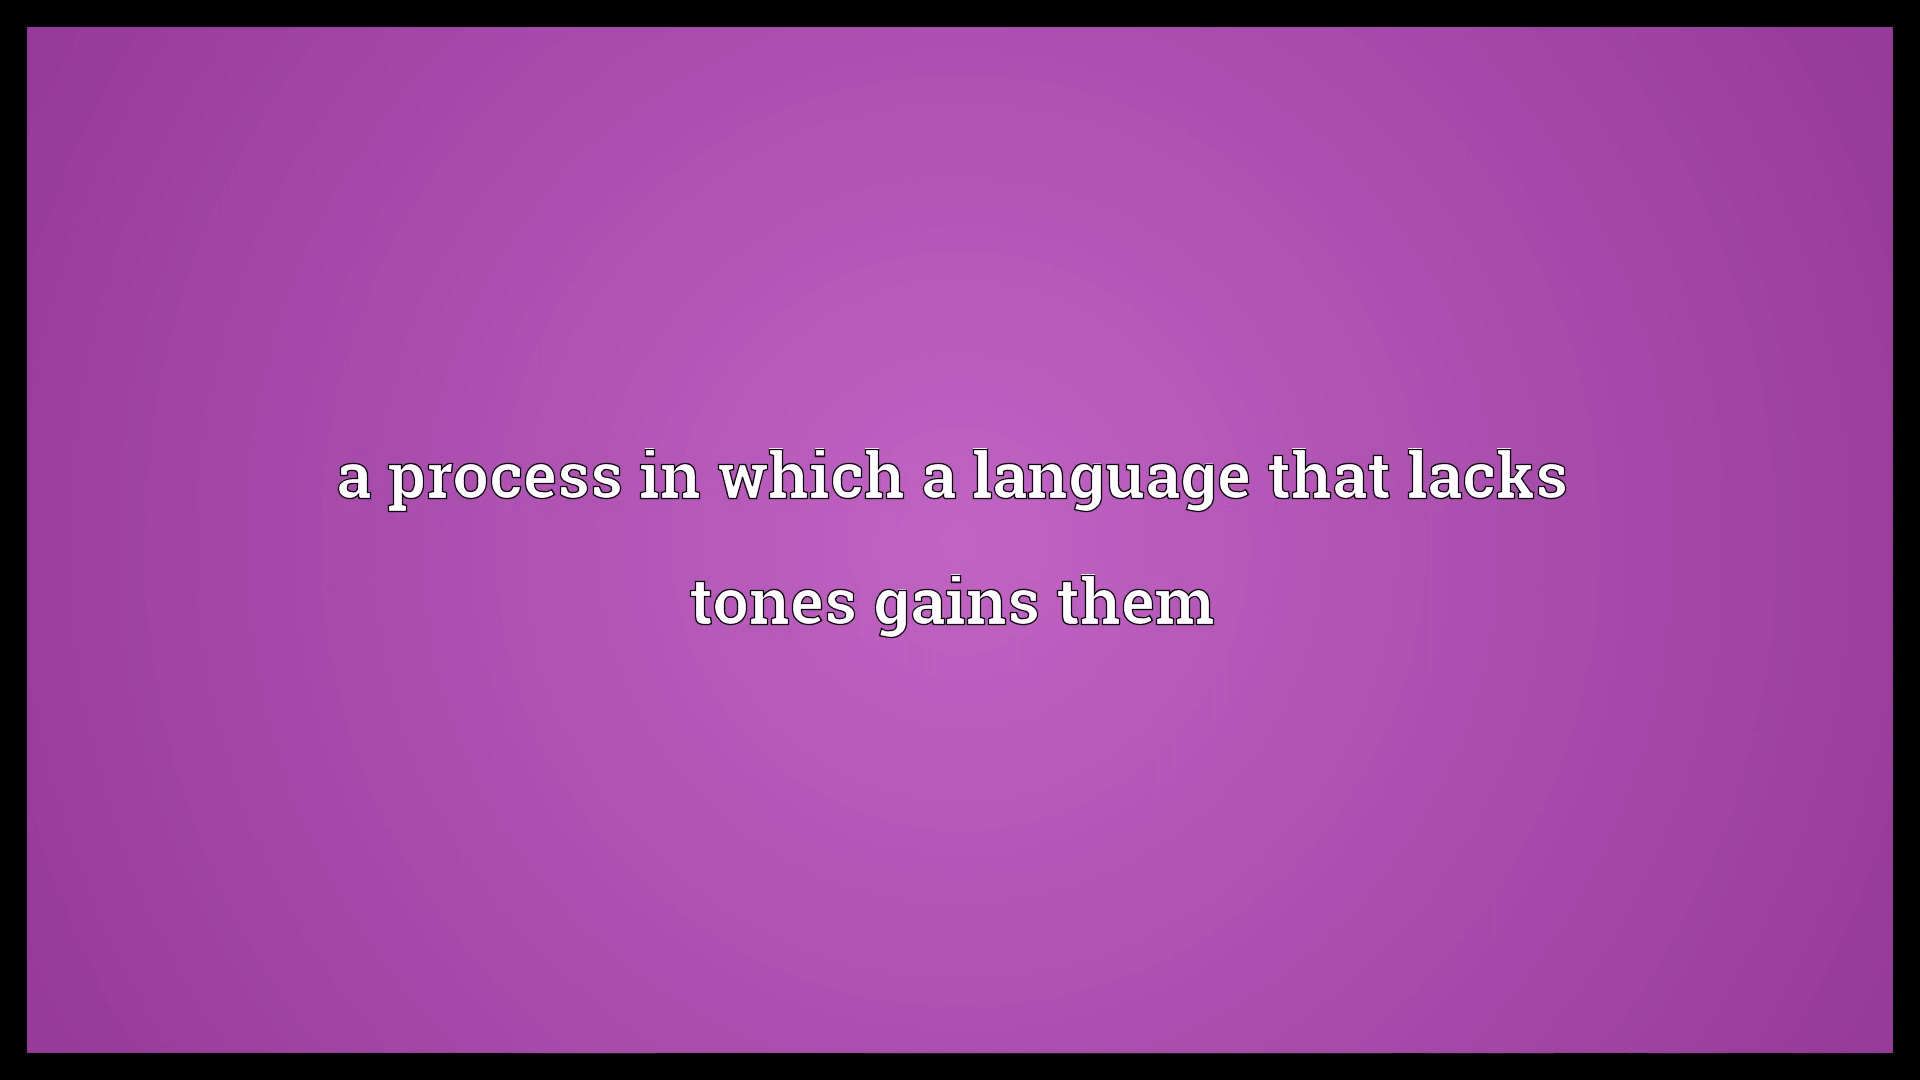 a process in which a language that lacks
tones gains them